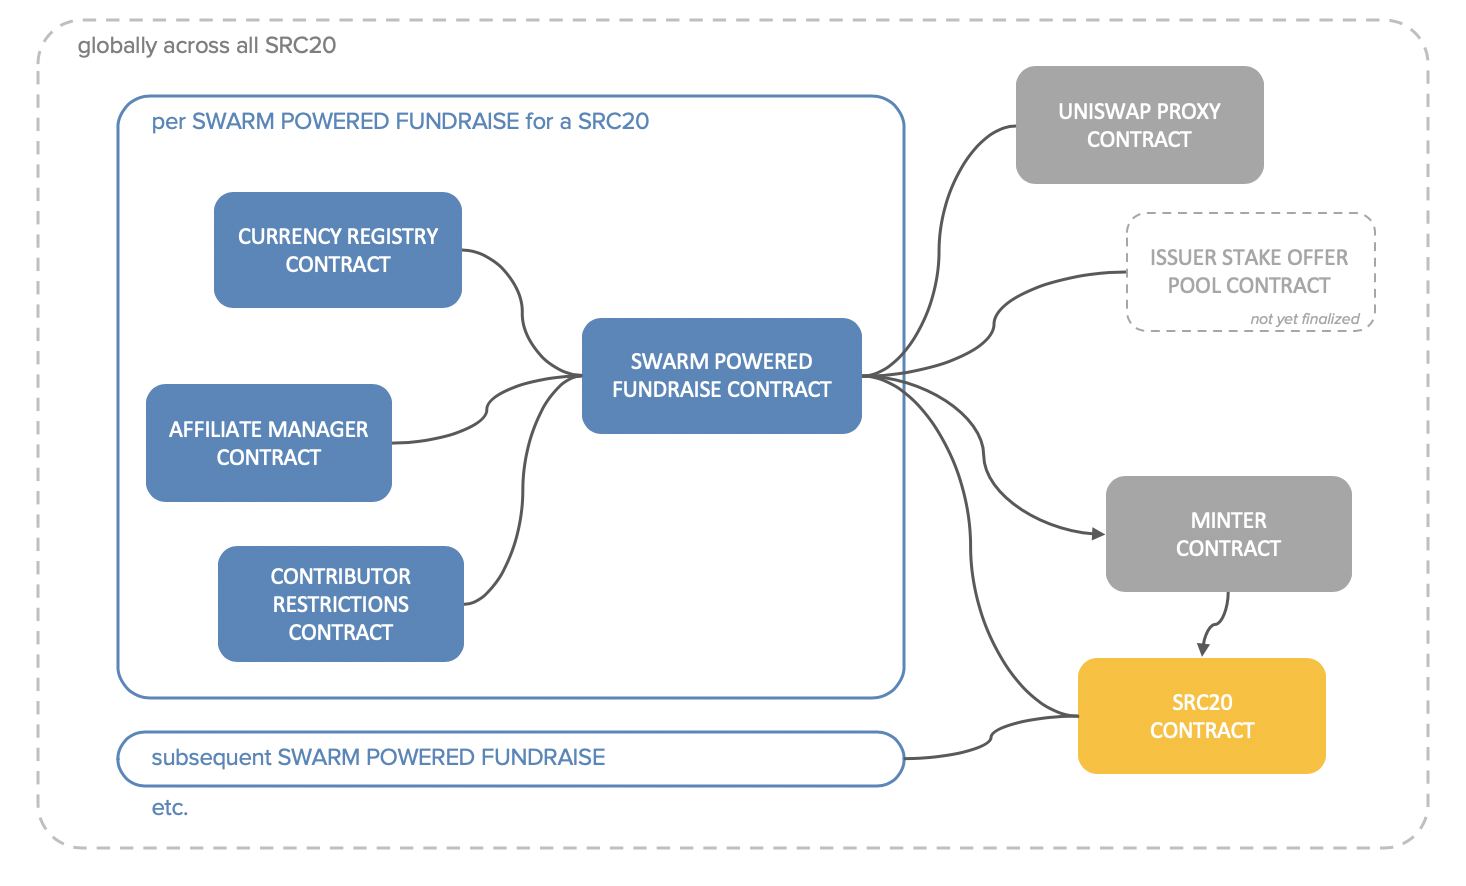 globally across all SRC20
per SWARM POWERED FUNDRAISE for a SRC20
CURRENCY REGISTRY
CONTRACT
AFFILIATE MANAGER
CONTRACT
CONTRIBUTOR
RESTRICTIONS
CONTRACT
SWARM POWERED
FUNDRAISE CONTRACT
UNISWAP PROXY
CONTRACT
ISSUER STAKE OFFER
POOL CONTRACT
not yet finalized
MINTER
CONTRACT
SRC20
CONTRACT
subsequent SWARM POWERED FUNDRAISE
etc.